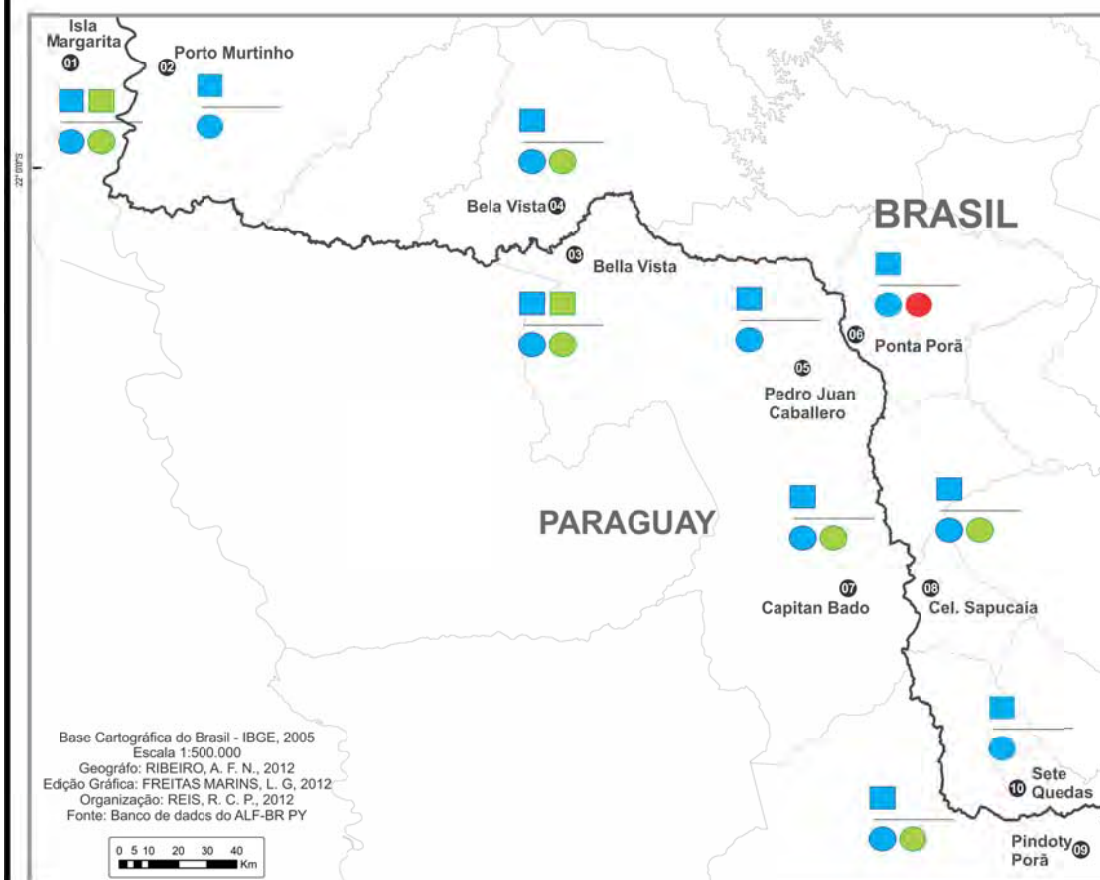 Isla
Margarita
01
02
Porto Murtinho
Bela Vista 04
03
Bella Vista
BRASIL
06
Ponta Porã
05
Pedro Juan
Caballero
PARAGUAY
07
Capitan Bado
08
Cel. Sapucaia
10
Sete
Quedas
Pindoty
Porã 09
Base Cartográfica do Brasil - IBGE, 2005
Escala 1:500.000
Geográfo: RIBEIRO, A. F. N., 2012
Edição Gráfica: FREITAS MARINS, L. G, 2012
Organização: REIS, R. C. P., 2012
Fonte: Banco de dados do ALF-BR PY
0 5 10 20 30 40
Km